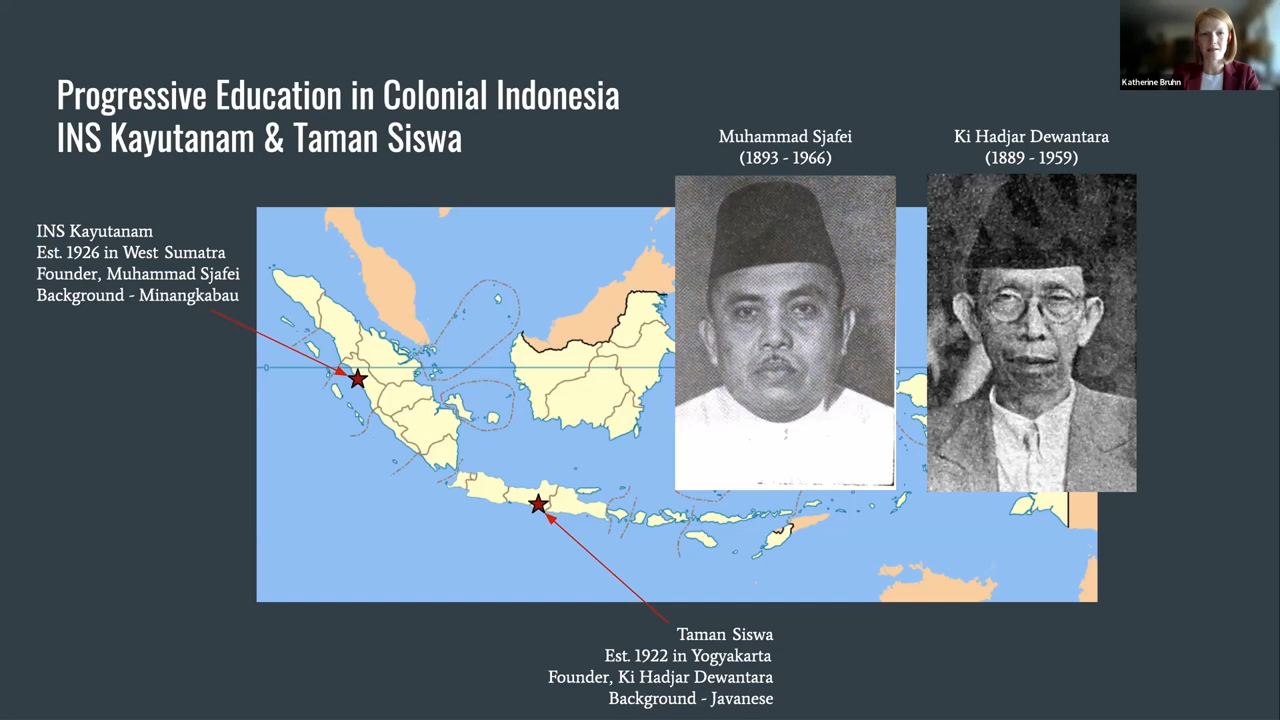 Progressive Education in Colonial Indonesia
INS Kayutanam & Taman Siswa
Katherine Bruhn
Muhammad Sjafei
(1893 - 1966)
Ki Hadjar Dewantara
(1889 - 1959)
INS Kayutanam
Est. 1926 in West Sumatra
Founder, Muhammad Sjafei
Background - Minangkabau
0
Taman Siswa
Est. 1922 in Yogyakarta
Founder, Ki Hadjar Dewantara
Background - Javanese